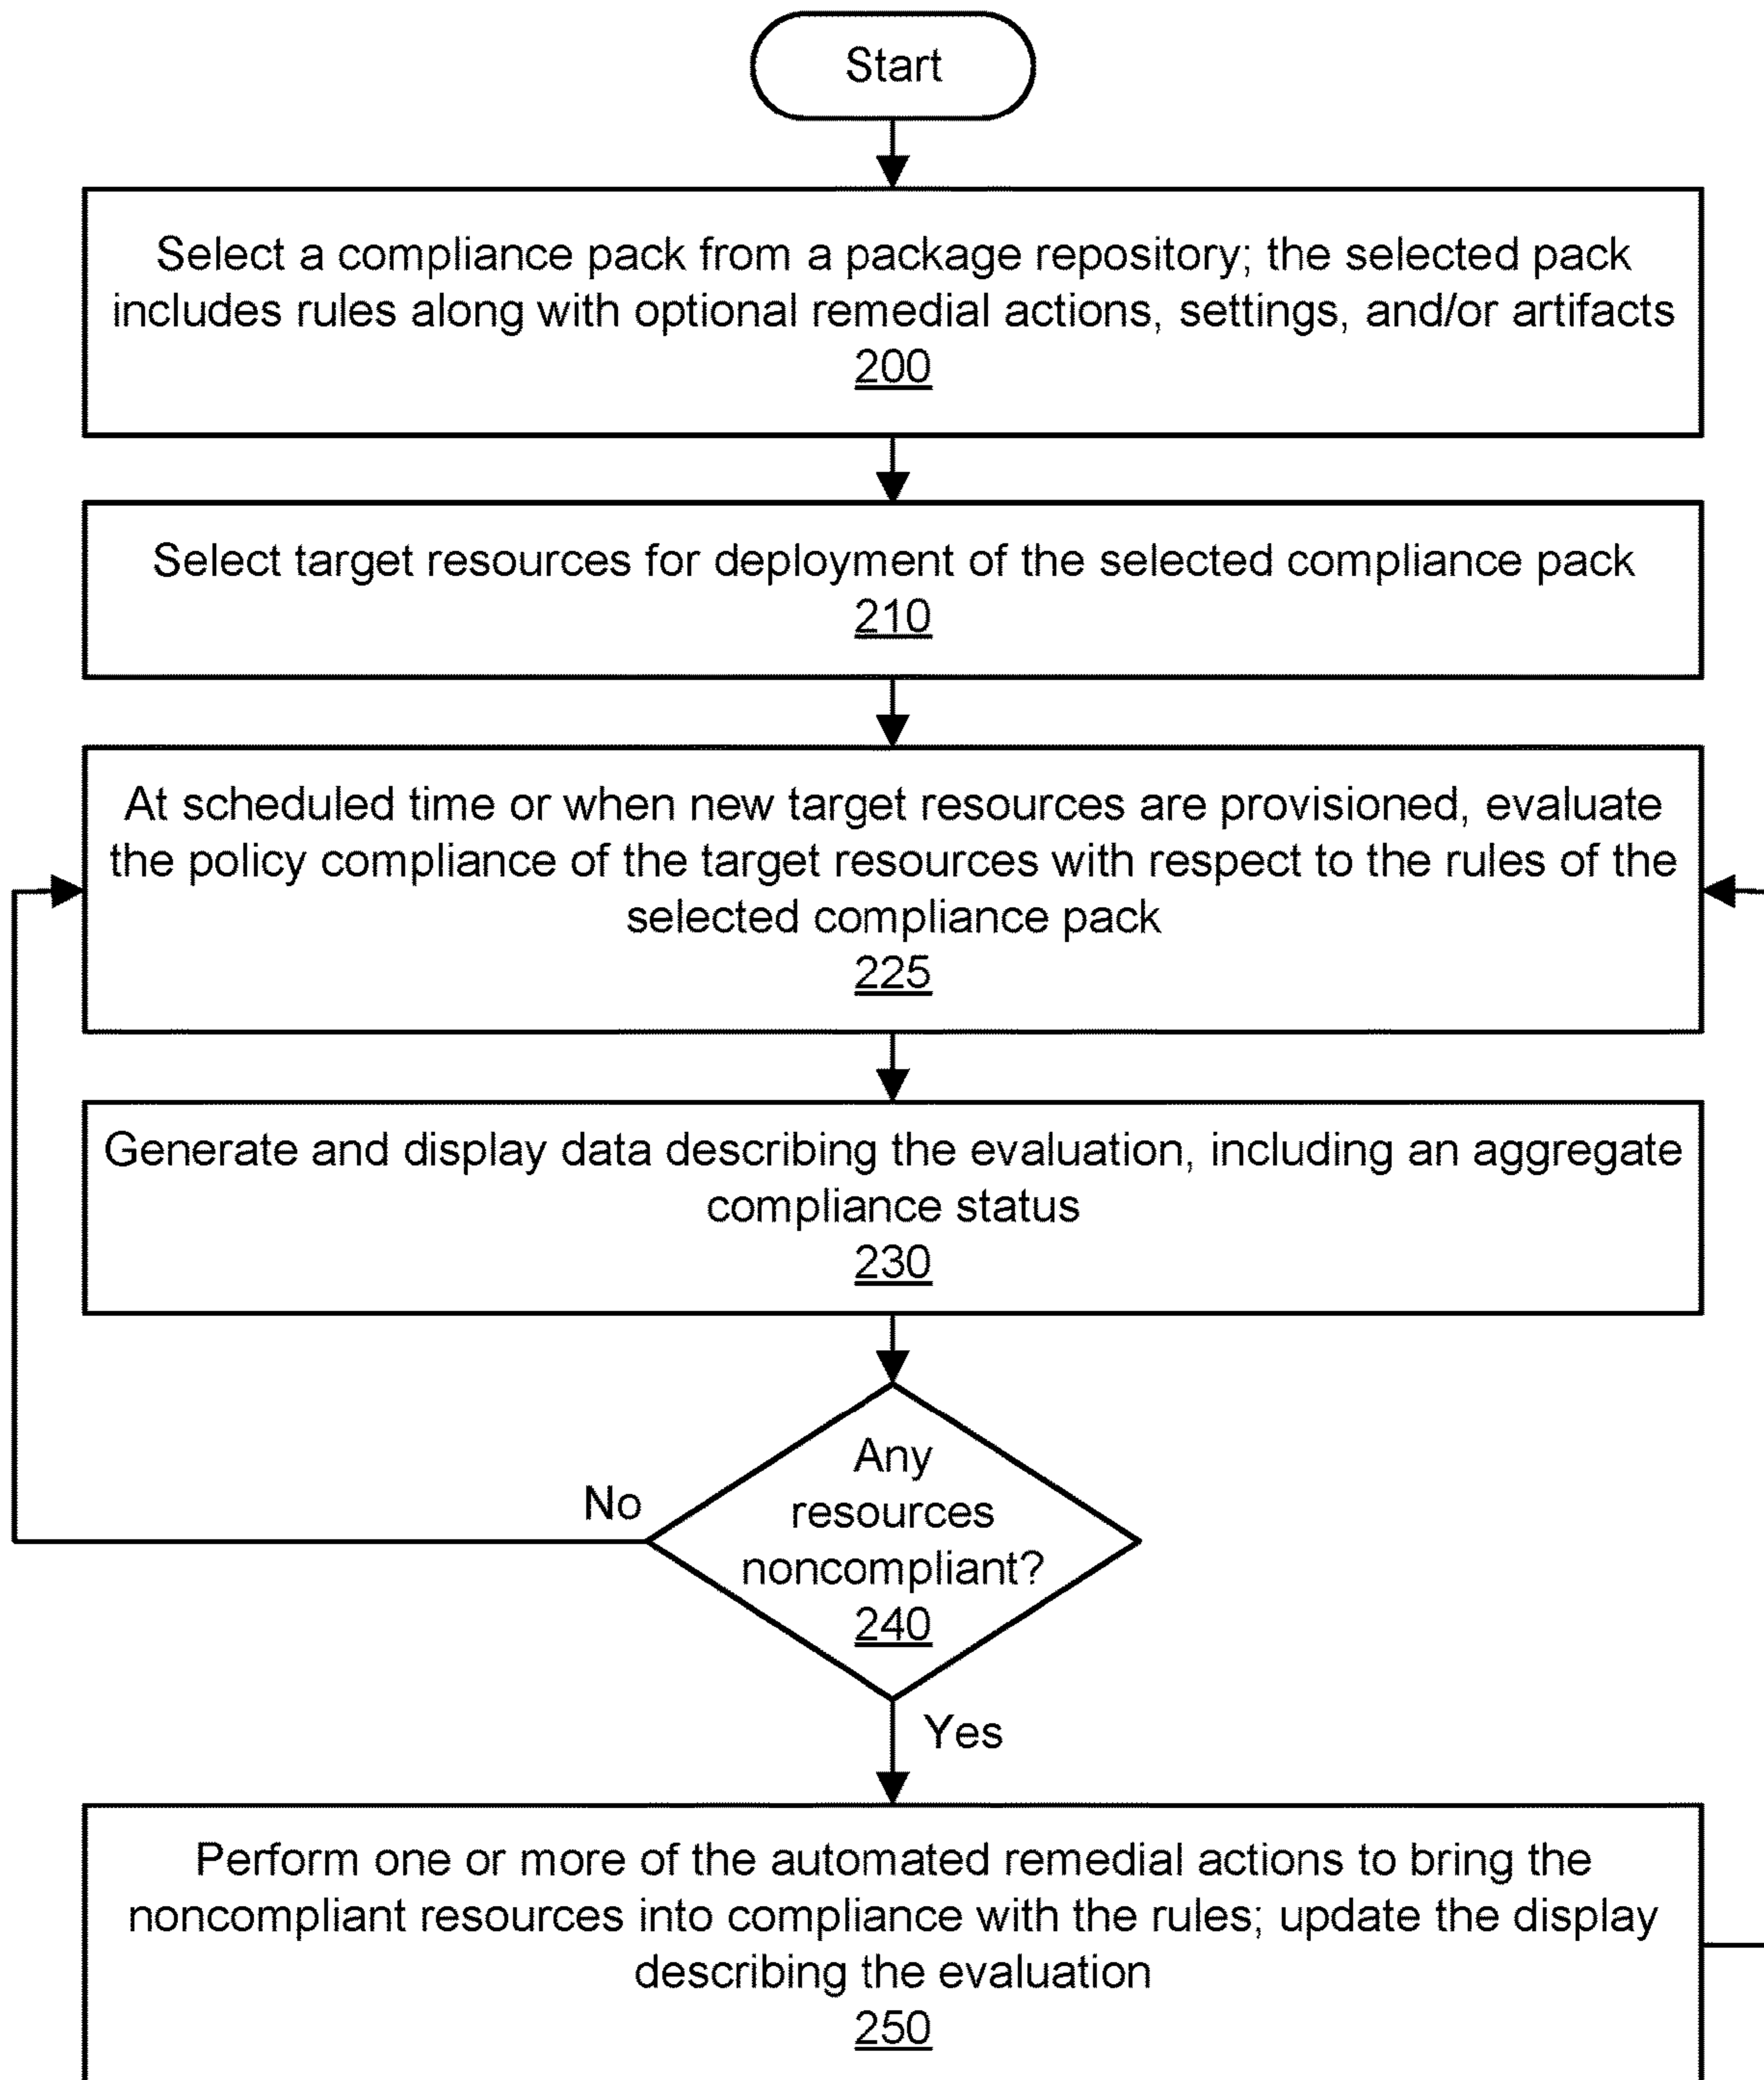 Start
Select a compliance pack from a package repository; the selected pack
includes rules along with optional remedial actions, settings, and/or artifacts
200
Select target resources for deployment of the selected compliance pack
210
At scheduled time or when new target resources are provisioned, evaluate
the policy compliance of the target resources with respect to the rules of the
selected compliance pack
225
Generate and display data describing the evaluation, including an aggregate
compliance status
230
Any
resources
noncompliant?
240
No
Yes
Perform one or more of the automated remedial actions to bring the
noncompliant resources into compliance with the rules; update the display
describing the evaluation
250